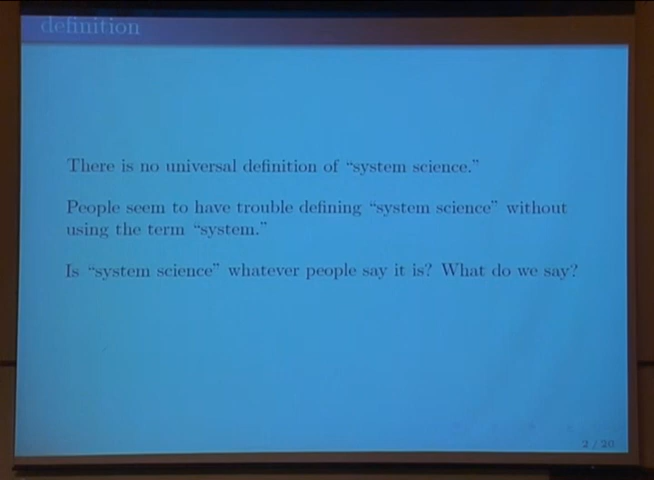 definition
There is no universal definition of “system science.”
People seem to have trouble defining “system science” without
using the term “system.”
Is “system science” whatever people say it is? What do we say?
2 / 20